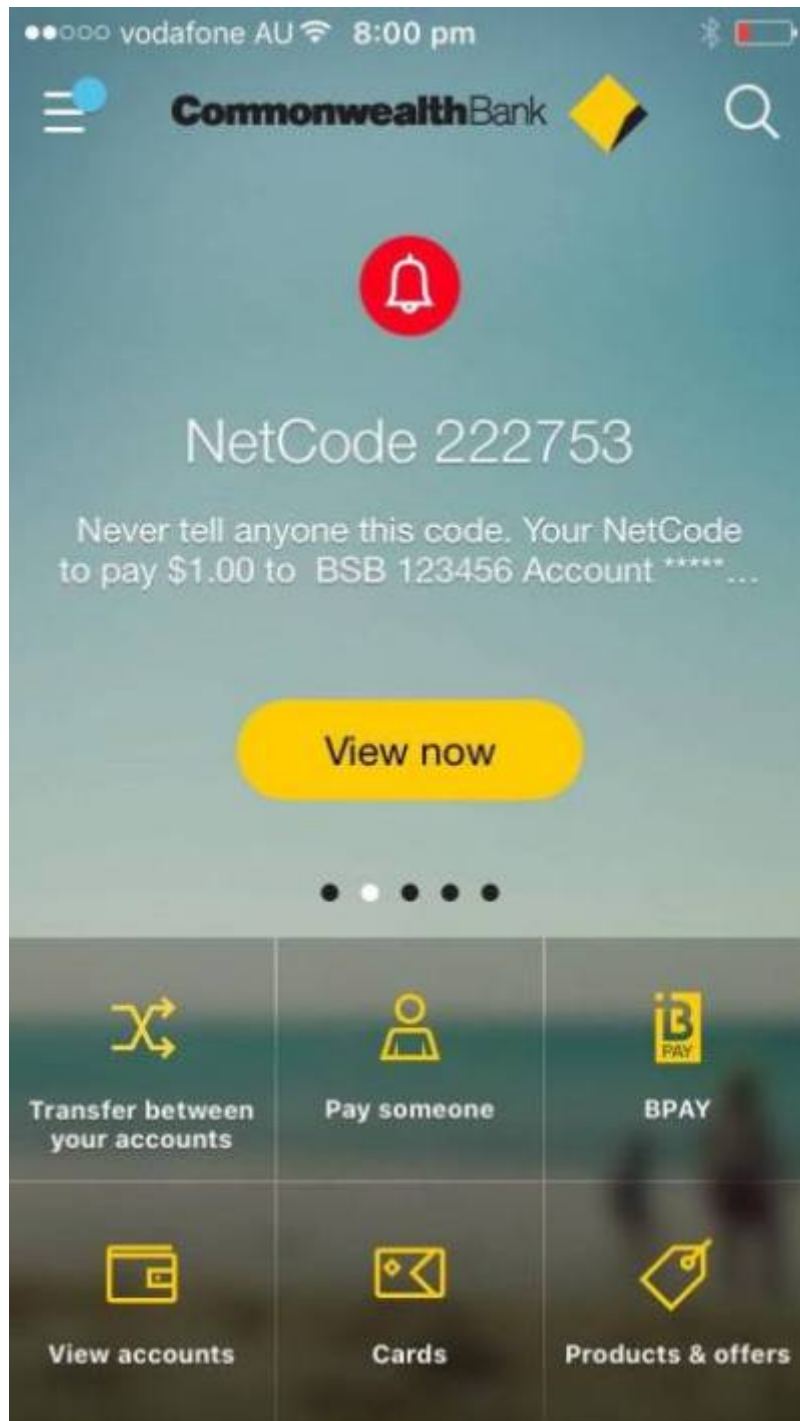 vodafone AU 8:00 pm
CommonwealthBank
NetCode 222753
Never tell anyone this code. Your NetCode
to pay $1.00 to BSB 123456 Account *****...
View now
Transfer between
your accounts
Pay someone
B
PAY
BPAY
View accounts
Cards
Products & offers